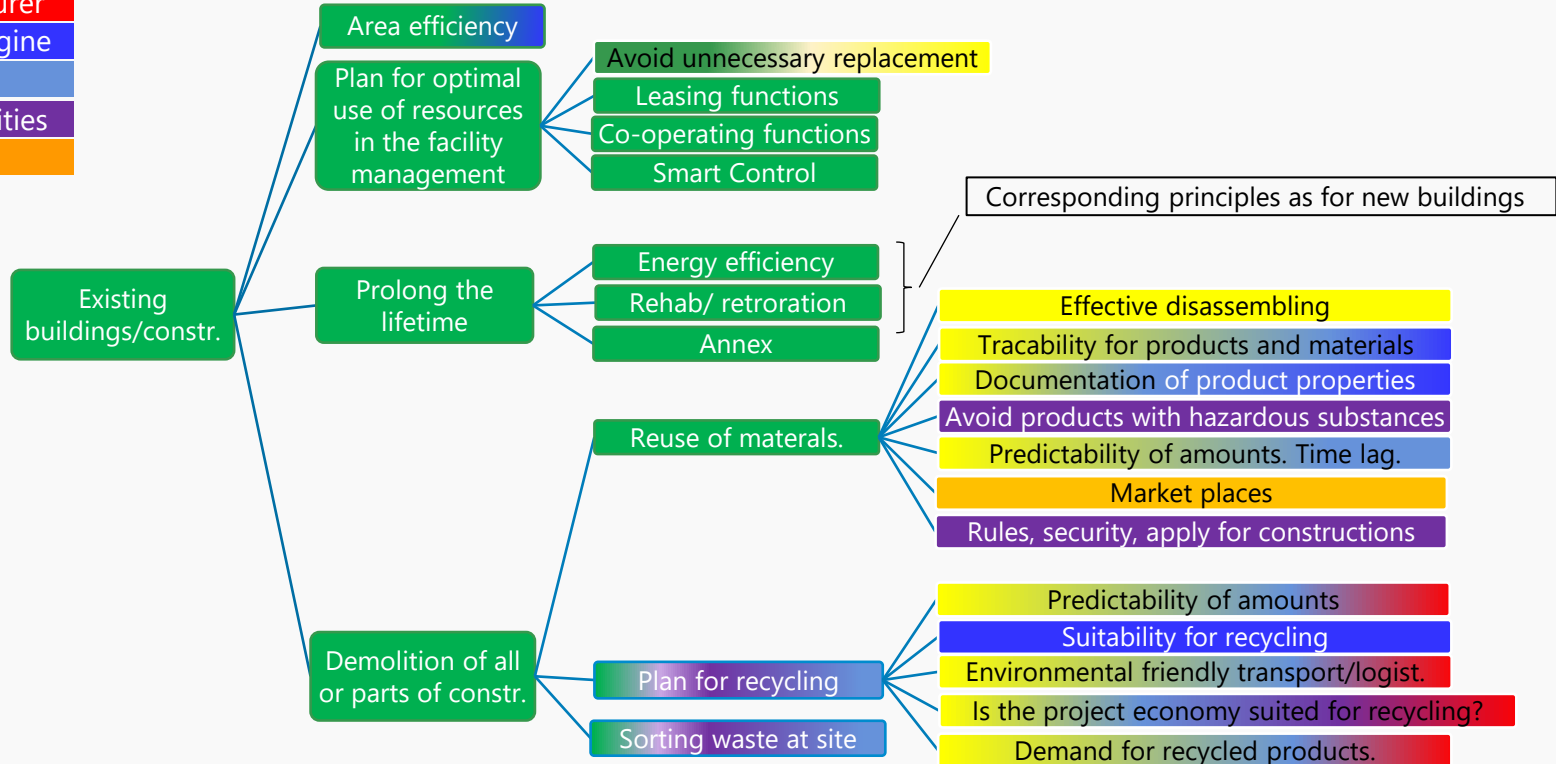 Area efficiency
Plan for optimal
use of resources
in the facility
management
Avoid unnecessary replacement
Leasing functions
Co-operating functions
Smart Control
Corresponding principles as for new buildings
Existing
buildings/constr.
Prolong the
lifetime
Energy efficiency
Rehab/ retroration
Annex
Effective disassembling
Tracability for products and materials
Documentation of product properties
Avoid products with hazardous substances
Reuse of materals.
Predictability of amounts. Time lag.
Market places
Rules, security, apply for constructions
Demolition of all
or parts of constr.
Plan for recycling
Sorting waste at site
Predictability of amounts
Suitability for recycling
Environmental friendly transport/logist.
Is the project economy suited for recycling?
Demand for recycled products.